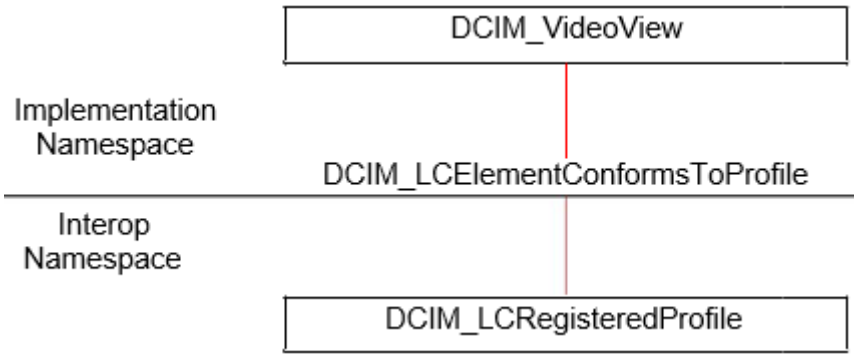 DCIM_VideoView
Implementation
Namespace
DCIM_LCElementConformsToProfile
Interop
Namespace
DCIM_LCRegisteredProfile